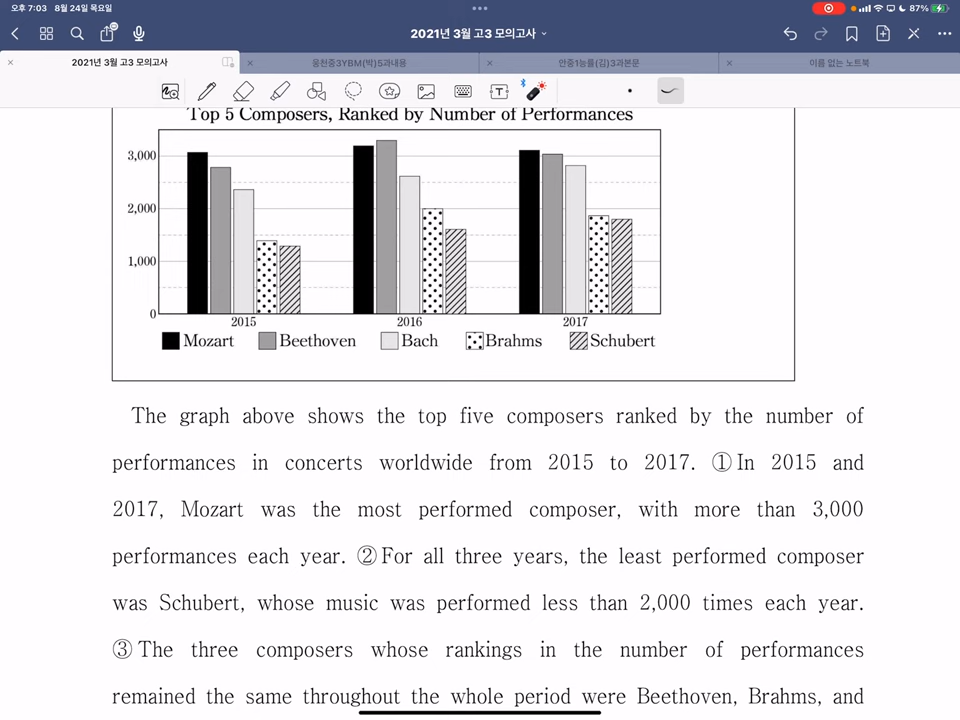 오후 7:03 8월 24일 목요일
87%
2021년 3월 고3 모의고사
2021년 3월 고3 모의고사
웅천중3YBM(박)5과내용
안중1능률(김)3과본문
이름 없는 노트북
T
Top 5 Composers, Ranked by Number of Performances
3,000
2,000
1,000
0
2015 2016 2017
Mozart Beethoven Bach Brahms Schubert
The graph above shows the top five composers ranked by the number of
performances in concerts worldwide from 2015 to 2017. ① In 2015 and
2017, Mozart was the most performed composer, with more than 3,000
performances each year. ② For all three years, the least performed composer
was Schubert, whose music was performed less than 2,000 times each year.
③ The three composers whose rankings in the number of performances
remained the same throughout the whole period were Beethoven, Brahms, and